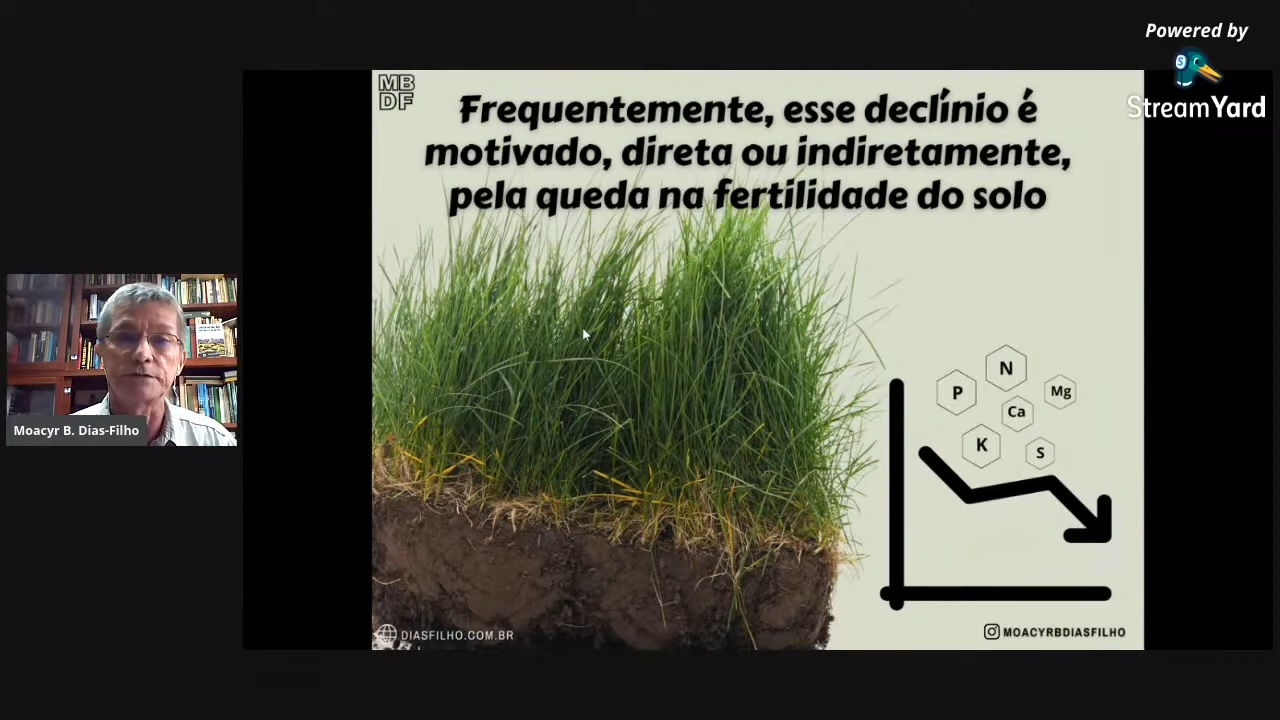 Powered by
StreamYard
MB
DF
Frequentemente, esse declínio é
motivado, direta ou indiretamente,
pela queda na fertilidade do solo
N
P
Mg
Ca
K
S
Moacyr B. Dias-Filho
DIASFILHO.COM.BR
MOACYRBDIASFILHO